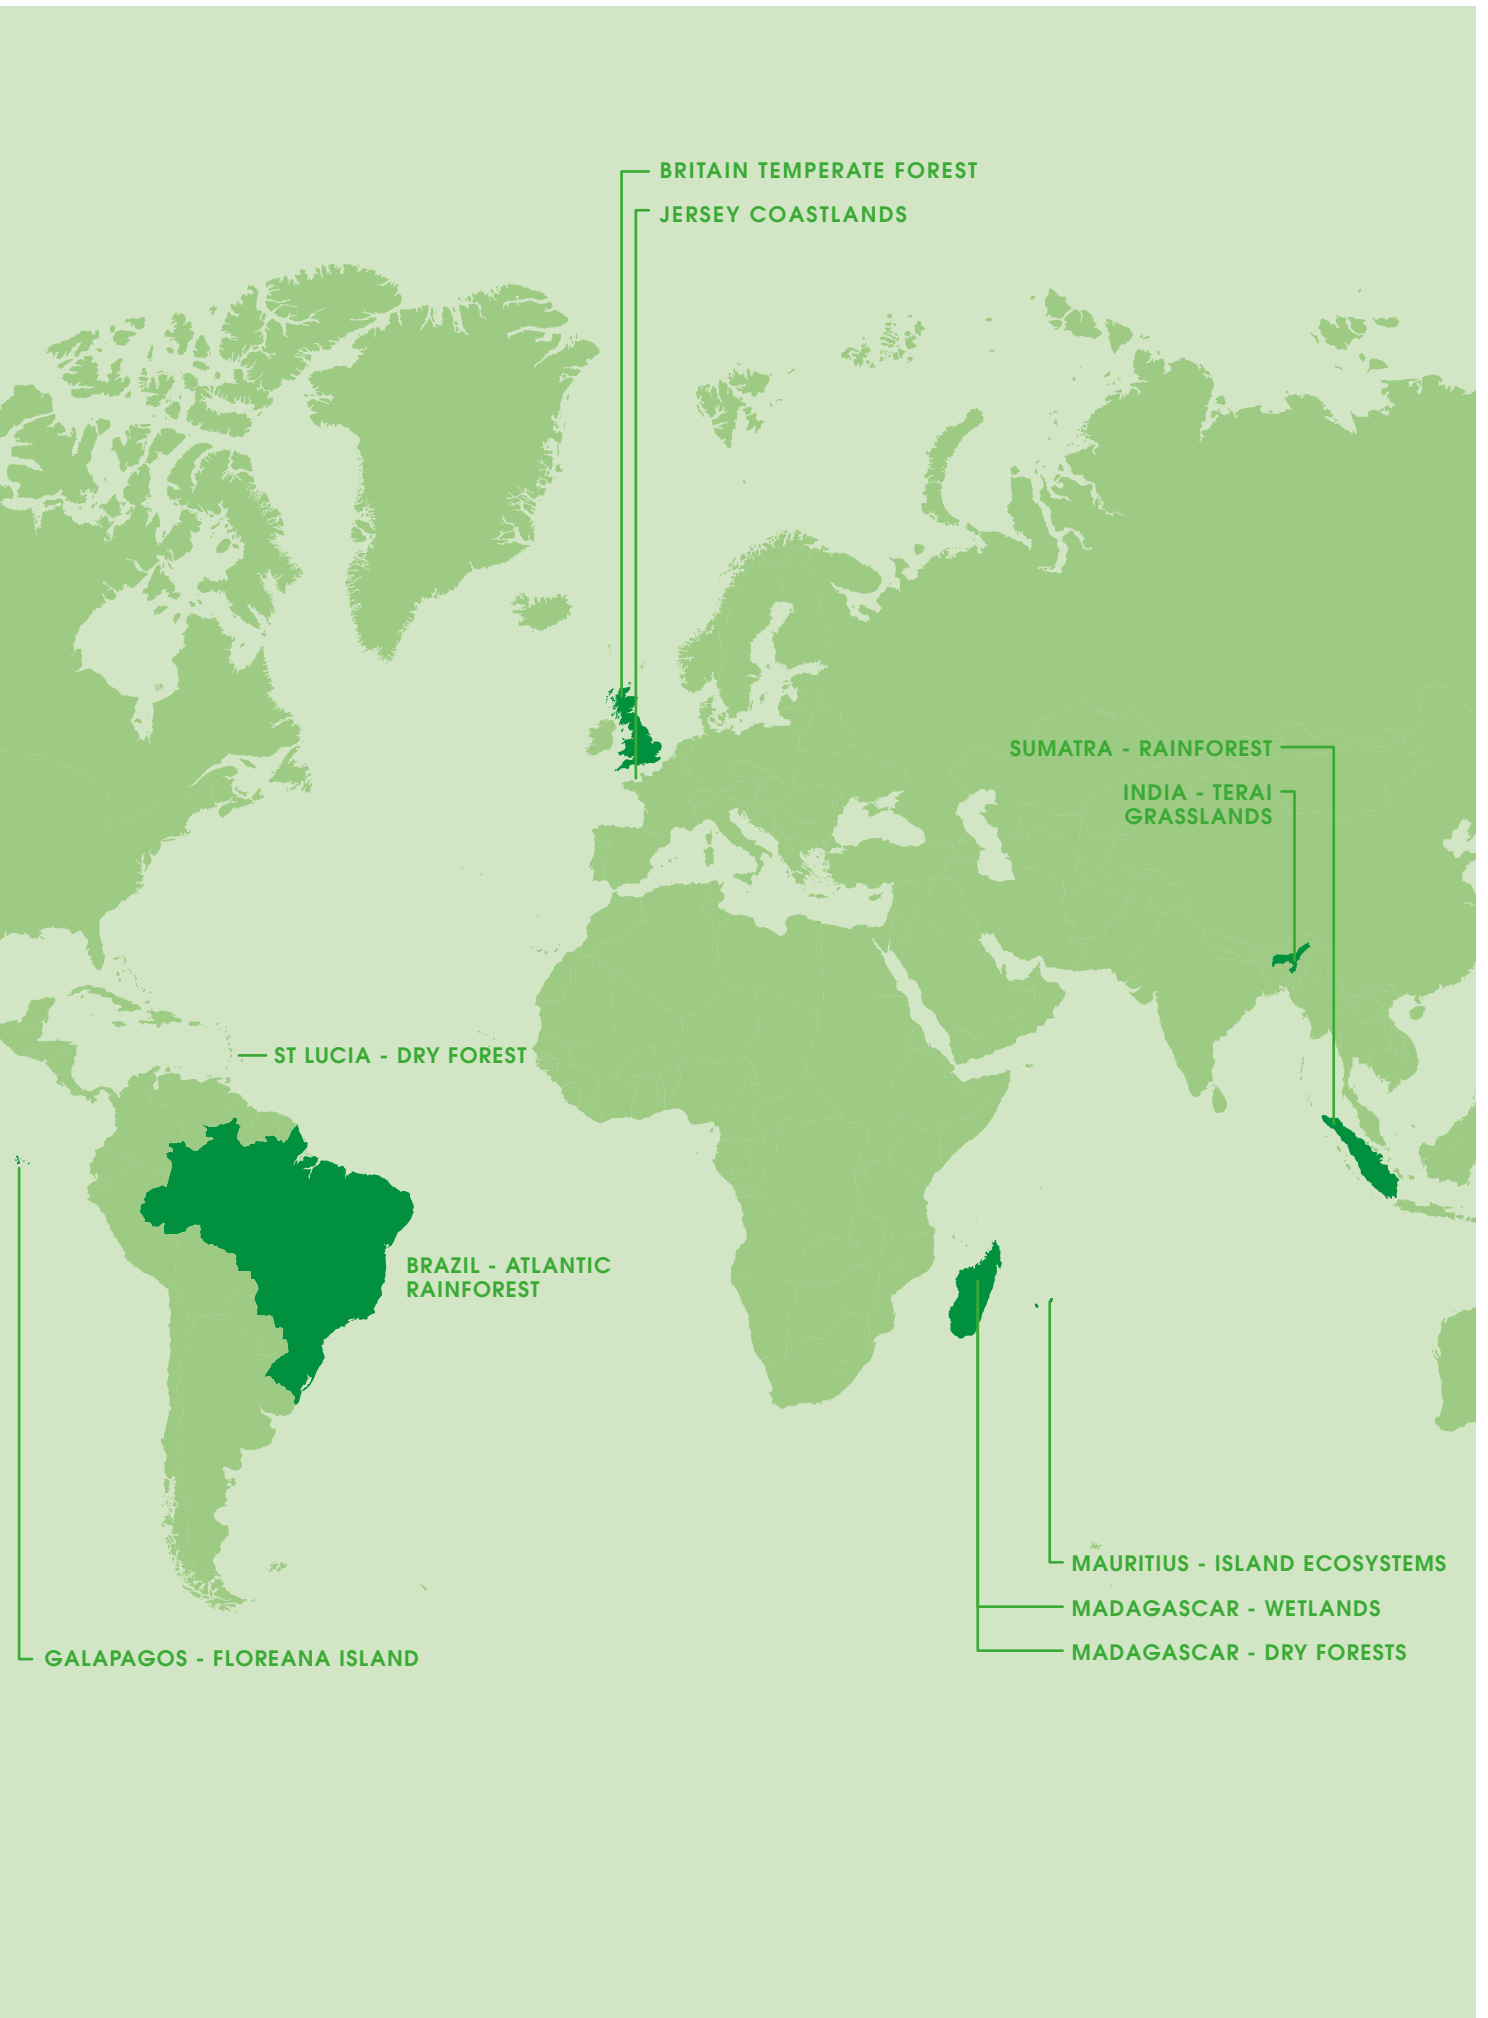 BRITAIN TEMPERATE FOREST
JERSEY COASTLANDS
SUMATRA - RAINFOREST
INDIA - TERAI
GRASSLANDS
ST LUCIA - DRY FOREST
BRAZIL - ATLANTIC
RAINFOREST
MAURITIUS - ISLAND ECOSYSTEMS
MADAGASCAR - WETLANDS
MADAGASCAR - DRY FORESTS
GALAPAGOS - FLOREANA ISLAND